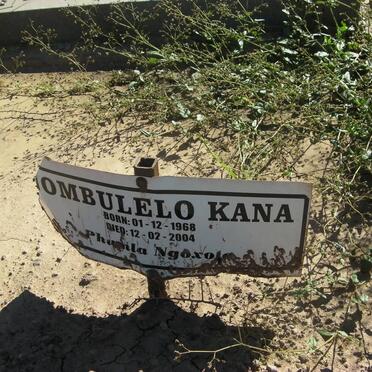 OMBULELO KANA
BORN: 01-12-1968
DIED: 12-02-2004
Phumla Ngoxolo